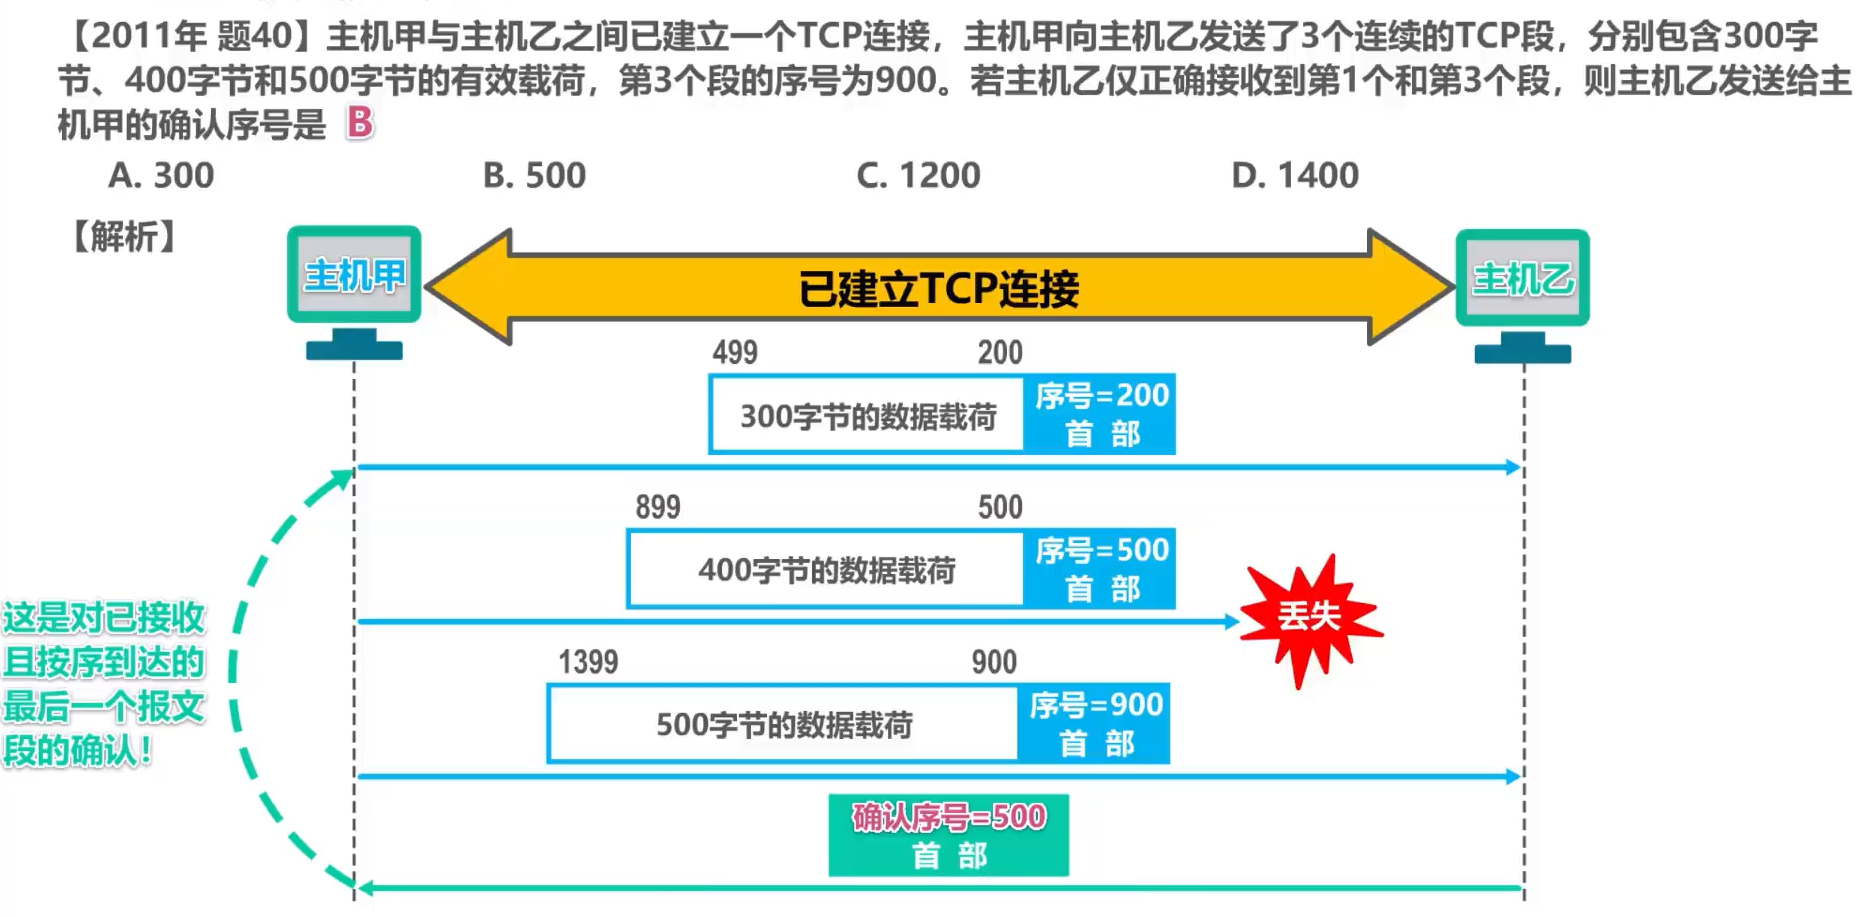 【2011年 题40】主机甲与主机乙之间已建立一个TCP连接，主机甲向主机乙发送了3个连续的TCP段，分别包含300字
节、400字节和500字节的有效载荷，第3个段的序号为900。若主机乙仅正确接收到第1个和第3个段，则主机乙发送给主
机甲的确认序号是 B
A. 300 B. 500 C. 1200 D. 1400
【解析】
主机甲
已建立TCP连接
主机乙
499 200
300字节的数据载荷
序号=200
首 部
899 500
400字节的数据载荷
序号=500
首 部
丢失
这是对已接收
且按序到达的
最后一个报文
段的确认！
1399 900
500字节的数据载荷
序号=900
首 部
确认序号=500
首 部